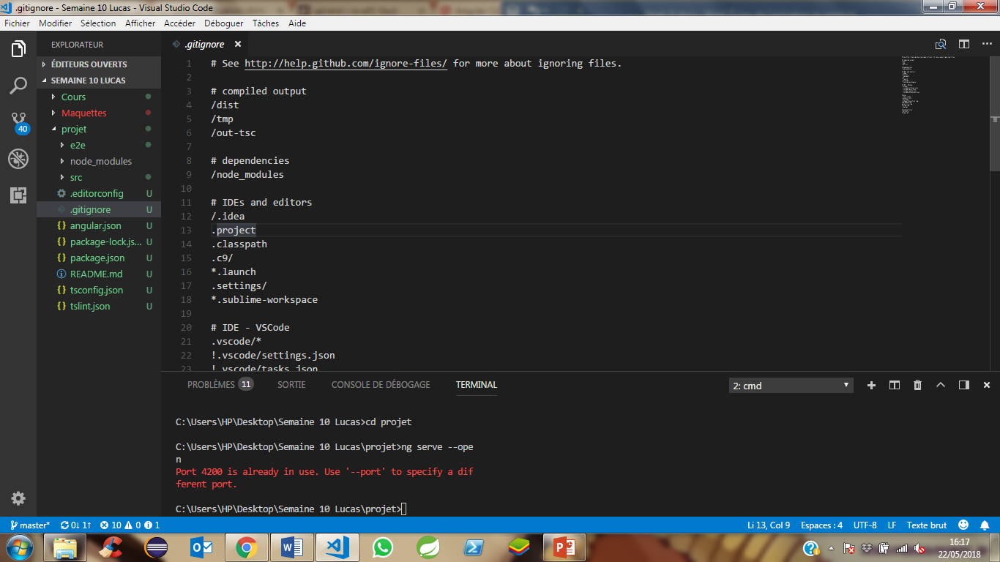 .gitignore - Semaine 10 Lucas - Visual Studio Code
Fichier Modifier Sélection Afficher Accéder Déboguer Tâches Aide
EXPLORATEUR
ÉDITEURS OUVERTS
SEMAINE 10 LUCAS
Cours
Maquettes
projet
e2e
node_modules
src
.editorconfig U
.gitignore U
angular.json U
package-lock.js... U
package.json U
README.md U
tsconfig.json U
tslint.json U
40
.gitignore
1 # See http://help.github.com/ignore-files/ for more about ignoring files.
2
3 # compiled output
4 /dist
5 /tmp
6 /out-tsc
7
8 # dependencies
9 /node_modules
10
11 # IDEs and editors
12 /.idea
13 .project
14 .classpath
15 .c9/
16 *.launch
17 .settings/
18 *.sublime-workspace
19
20 # IDE - VSCode
21 .vscode/*
22 !.vscode/settings.json
23 !.vscode/tasks.json
PROBLÈMES 11 SORTIE CONSOLE DE DÉBOGAGE TERMINAL 2: cmd
C:\Users\HP\Desktop\Semaine 10 Lucas>cd projet
C:\Users\HP\Desktop\Semaine 10 Lucas\projet>ng serve --ope
n
Port 4200 is already in use. Use '--port' to specify a dif
ferent port.
C:\Users\HP\Desktop\Semaine 10 Lucas\projet>
master* 0↓ 1↑ 10 0 1 Li 13, Col 9 Espaces : 4 UTF-8 LF Texte brut
16:17
22/05/2018